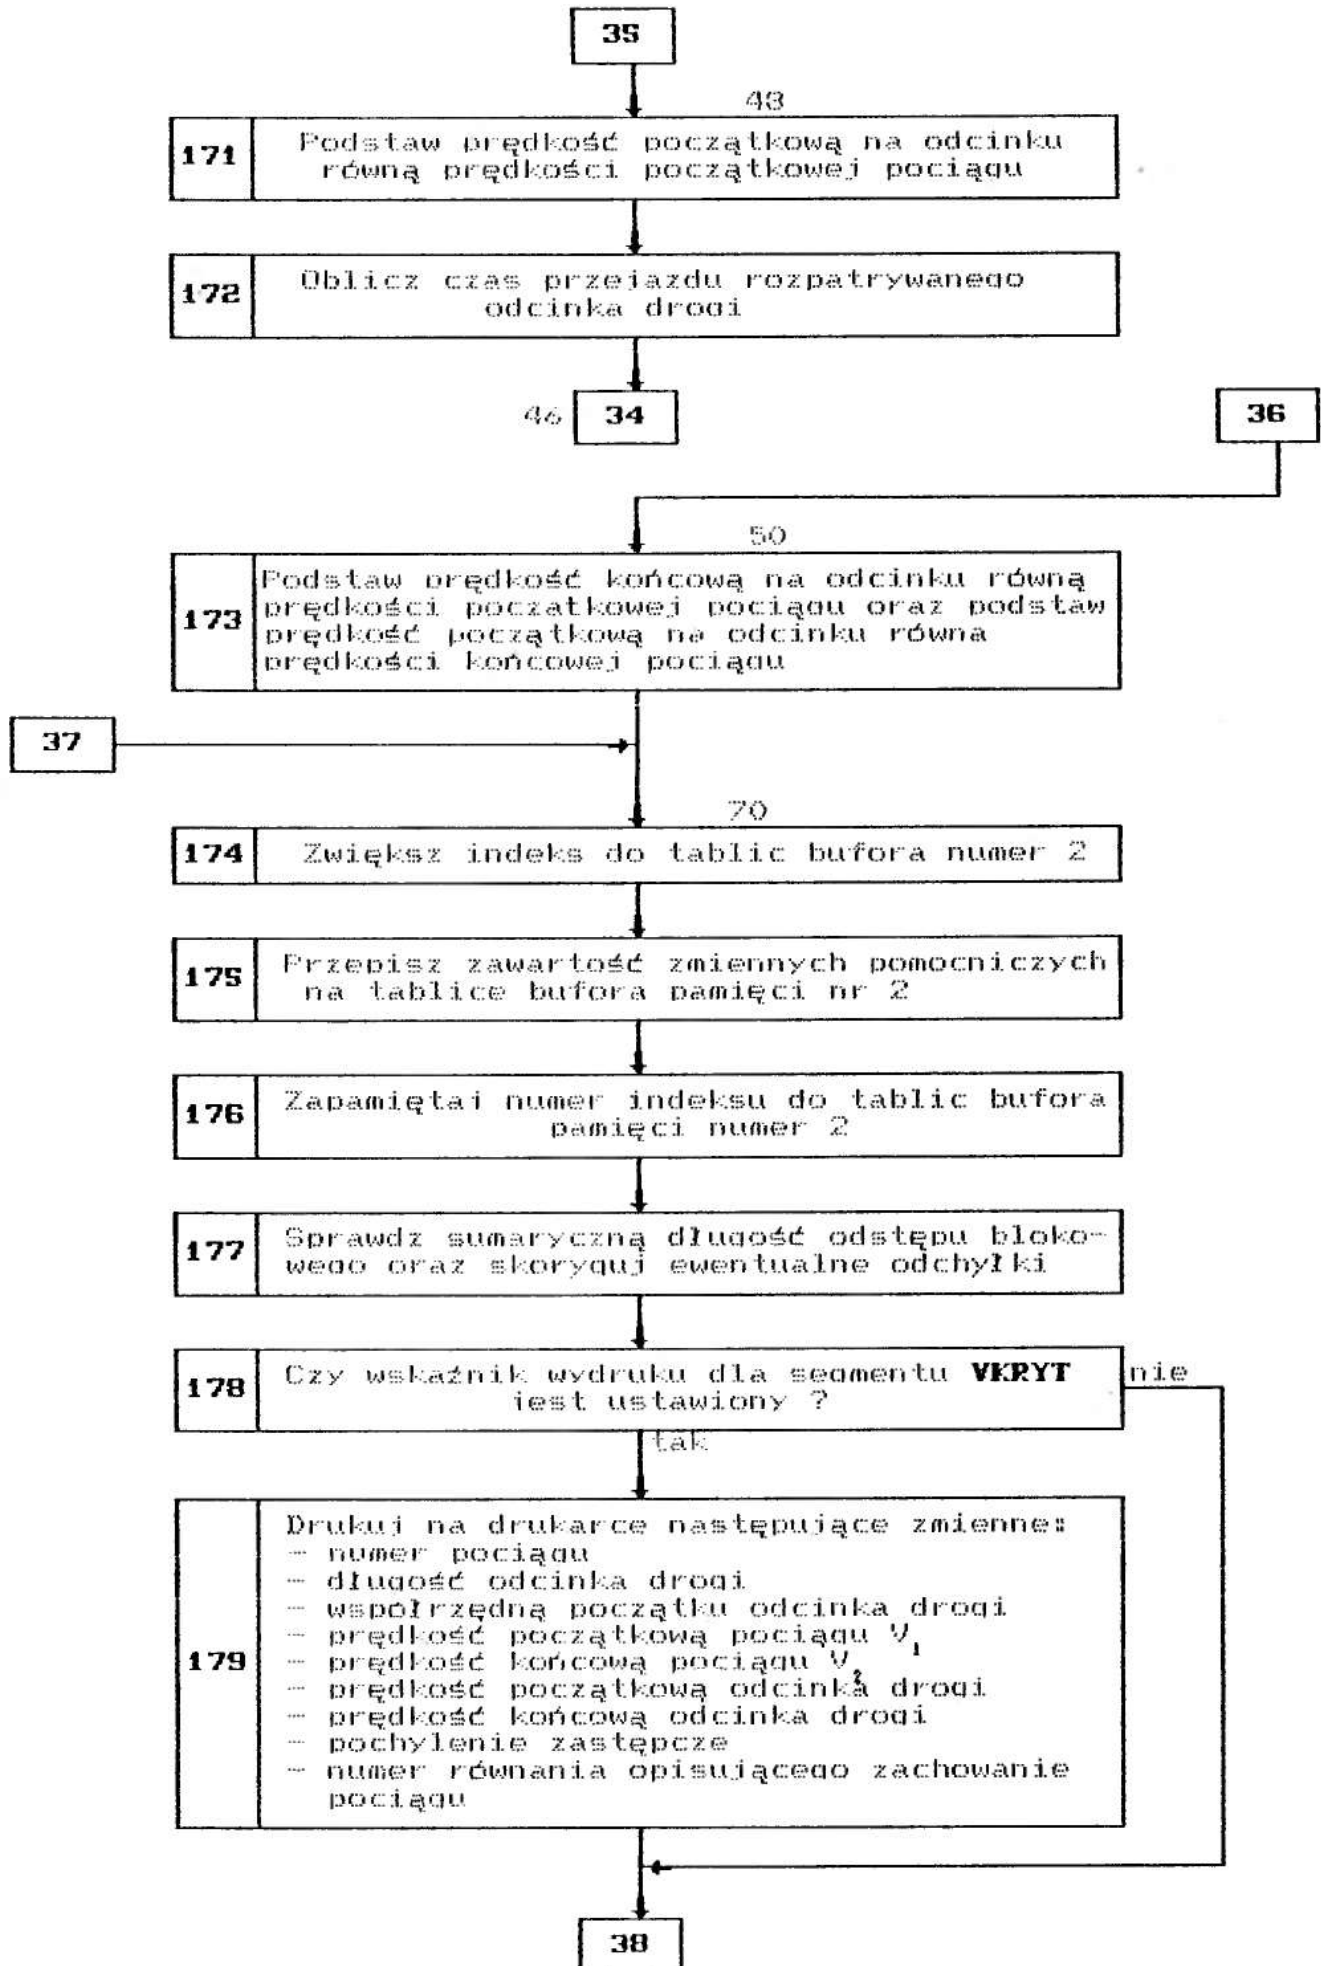 35
48
171
Podstaw prędkość początkową na odcinku
równą prędkości początkowej pociągu
172
Oblicz czas przejazdu rozpatrywanego
odcinka drogi
46
34
36
50
173
Podstaw prędkość końcową na odcinku równą
prędkości poczatkowej pociągu oraz podstaw
prędkość początkową na odcinku równa
prędkości końcowej pociągu
37
70
174
Zwiększ indeks do tablic bufora numer 2
175
Przepisz zawartość zmiennych pomocniczych
na tablice bufora pamięci nr 2
176
Zapamiętaj numer indeksu do tablic bufora
pamięci numer 2
177
Sprawdz sumaryczną długość odstępu bloko-
wego oraz skoryguj ewentualne odchyłki
178
Czy wskaźnik wydruku dla segmentu VKRYT
jest ustawiony ?
nie
tak
179
Drukuj na drukarce następujące zmienne:
- numer pociągu
- długość odcinka drogi
- współrzędną początku odcinka drogi
- prędkość początkową pociągu V1
- prędkość końcową pociągu V2
- prędkość początkową odcinka drogi
- prędkość końcową odcinka drogi
- pochylenie zastępcze
- numer równania opisującego zachowanie
pociągu
38